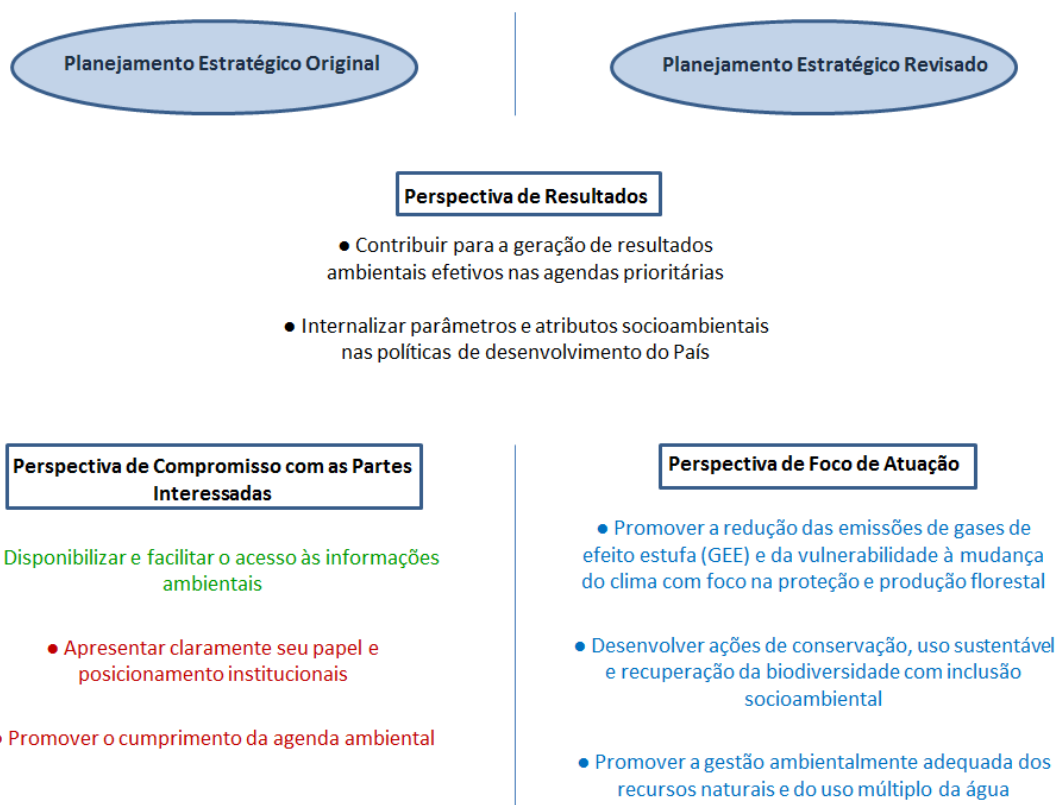 Planejamento Estratégico Original
Planejamento Estratégico Revisado
Perspectiva de Resultados
● Contribuir para a geração de resultados
ambientais efetivos nas agendas prioritárias
● Internalizar parâmetros e atributos socioambientais
nas políticas de desenvolvimento do País
Perspectiva de Compromisso com as Partes
Interessadas
Disponibilizar e facilitar o acesso às informações
ambientais
● Apresentar claramente seu papel e
posicionamento institucionais
● Promover o cumprimento da agenda ambiental
Perspectiva de Foco de Atuação
● Promover a redução das emissões de gases de
efeito estufa (GEE) e da vulnerabilidade à mudança
do clima com foco na proteção e produção florestal
● Desenvolver ações de conservação, uso sustentável
e recuperação da biodiversidade com inclusão
socioambiental
● Promover a gestão ambientalmente adequada dos
recursos naturais e do uso múltiplo da água